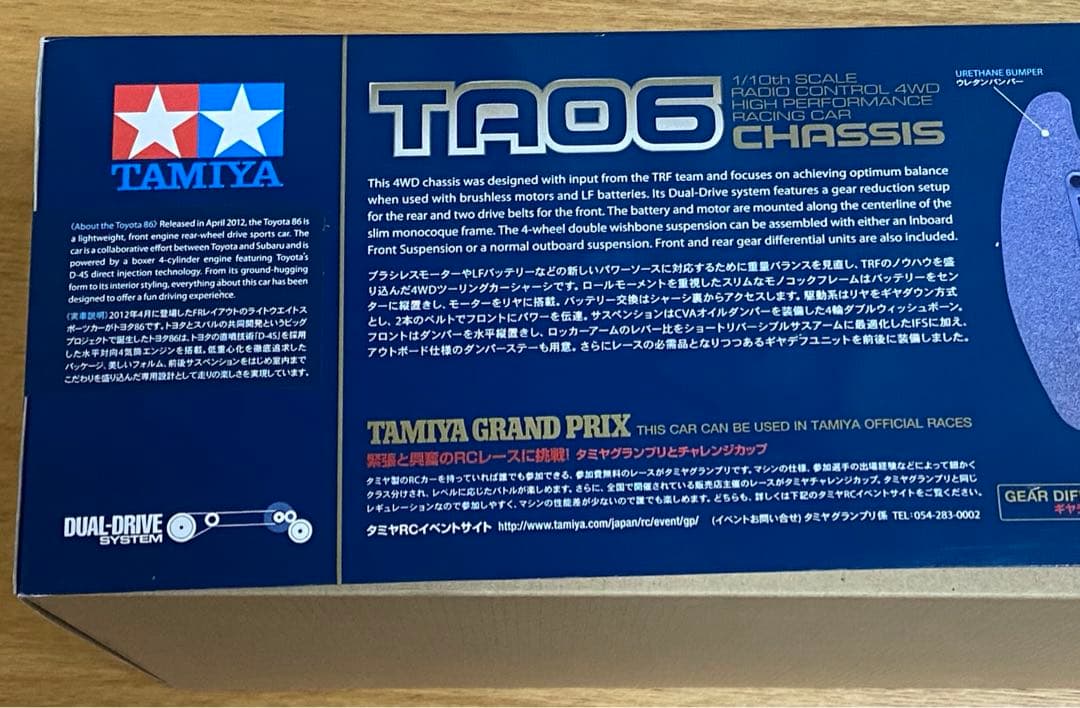 TAMIYA
〈About the Toyota 86〉 Released in April 2012, the Toyota 86 is
a lightweight, front engine rear-wheel drive sports car. The
car is a collaborative effort between Toyota and Subaru and is
powered by a boxer 4-cylinder engine featuring Toyota's
D-4S direct injection technology. From its ground-hugging
form to its interior styling, everything about this car has been
designed to offer a fun driving experience.
〈実車説明〉2012年4月に登場したFRレイアウトのライトウエイトス
ポーツカーがトヨタ86です。トヨタとスバルの共同開発というビッグ
プロジェクトで誕生したトヨタ86は、トヨタの直噴技術「D-4S」を採用
した水平対向4気筒エンジンを搭載。低重心化を徹底追求した
パッケージ、美しいフォルム、前後サスペンションをはじめ室内まで
こだわりを盛り込んだ専用設計として走りの楽しさを実現しています。
DUAL-DRIVE
SYSTEM
TA06
1/10th SCALE
RADIO CONTROL 4WD
HIGH PERFORMANCE
RACING CAR
CHASSIS
This 4WD chassis was designed with input from the TRF team and focuses on achieving optimum balance
when used with brushless motors and LF batteries. Its Dual-Drive system features a gear reduction setup
for the rear and two drive belts for the front. The battery and motor are mounted along the centerline of the
slim monocoque frame. The 4-wheel double wishbone suspension can be assembled with either an Inboard
Front Suspension or a normal outboard suspension. Front and rear gear differential units are also included.
ブラシレスモーターやLFバッテリーなどの新しいパワーソースに対応するために重量バランスを見直し、TRFのノウハウを盛
り込んだ4WDツーリングカーシャーシです。ロールモーメントを重視したスリムなモノコックフレームはバッテリーをセン
ターに縦置きし、モーターをリヤに搭載。バッテリー交換はシャーシ裏からアクセスします。駆動系はリヤをギヤダウン方式
とし、2本のベルトでフロントにパワーを伝達。サスペンションはCVAオイルダンパーを装備した4輪ダブルウィッシュボーン。
フロントはダンパーを水平縦置きし、ロッカーアームのレバー比をショートリバーシブルサスアームに最適化したIFSに加え、
アウトボード仕様のダンパーステーも用意。さらにレースの必需品となりつつあるギヤデフユニットを前後に装備しました。
TAMIYA GRAND PRIX THIS CAR CAN BE USED IN TAMIYA OFFICIAL RACES
緊張と興奮のRCレースに挑戦! タミヤグランプリとチャレンジカップ
タミヤ製のRCカーを持っていれば誰でも参加できる、参加費無料のレースがタミヤグランプリです。マシンの仕様、参加選手の出場経験などによって細かく
クラス分けされ、レベルに応じたバトルが楽しめます。さらに、全国で開催されている販売店主催のレースがタミヤチャレンジカップ。タミヤグランプリと同じ
レギュレーションなので参加しやすく、マシンの性能差が少ないので誰でも楽しめます。どちらも、詳しくは下記のタミヤRCイベントサイトをご覧ください。
タミヤRCイベントサイト http://www.tamiya.com/japan/rc/event/gp/ (イベントお問い合せ) タミヤグランプリ係 TEL:054-283-0002
URETHANE BUMPER
ウレタンバンパー
GEAR DIF
ギヤ